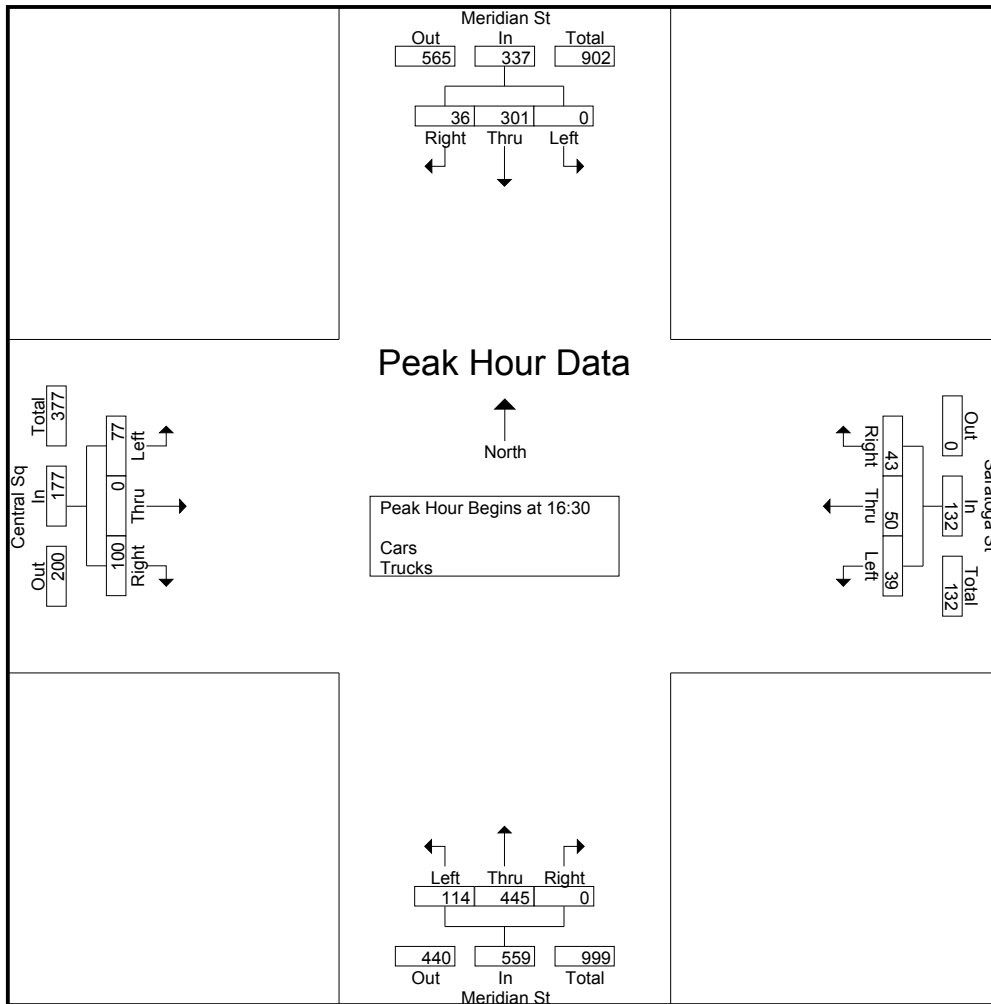 Meridian St
Out In Total
565 337 902
36 301 0
Right Thru Left
Peak Hour Data
North
Peak Hour Begins at 16:30
Cars
Trucks
Central Sq
Out In Total
200 177 377
77 0 100
Left Thru Right
Saratoga St
Out In Total
0 132 132
43 50 39
Right Thru Left
Left Thru Right
114 445 0
440 559 999
Out In Total
Meridian St